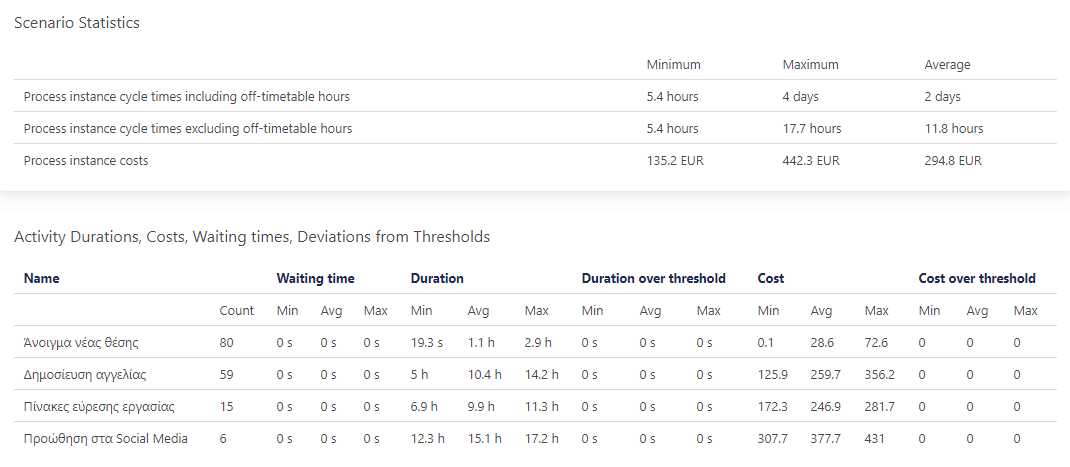 Scenario Statistics
Minimum Maximum Average
Process instance cycle times including off-timetable hours 5.4 hours 4 days 2 days
Process instance cycle times excluding off-timetable hours 5.4 hours 17.7 hours 11.8 hours
Process instance costs 135.2 EUR 442.3 EUR 294.8 EUR
Activity Durations, Costs, Waiting times, Deviations from Thresholds
Name Waiting time Duration Duration over threshold Cost Cost over threshold
Count Min Avg Max Min Avg Max Min Avg Max Min Avg Max Min Avg Max
Άνοιγμα νέας θέσης 80 0 s 0 s 0 s 19.3 s 1.1 h 2.9 h 0 s 0 s 0 s 0.1 28.6 72.6 0 0 0
Δημοσίευση αγγελίας 59 0 s 0 s 0 s 5 h 10.4 h 14.2 h 0 s 0 s 0 s 125.9 259.7 356.2 0 0 0
Πίνακες εύρεσης εργασίας 15 0 s 0 s 0 s 6.9 h 9.9 h 11.3 h 0 s 0 s 0 s 172.3 246.9 281.7 0 0 0
Προώθηση στα Social Media 6 0 s 0 s 0 s 12.3 h 15.1 h 17.2 h 0 s 0 s 0 s 307.7 377.7 431 0 0 0